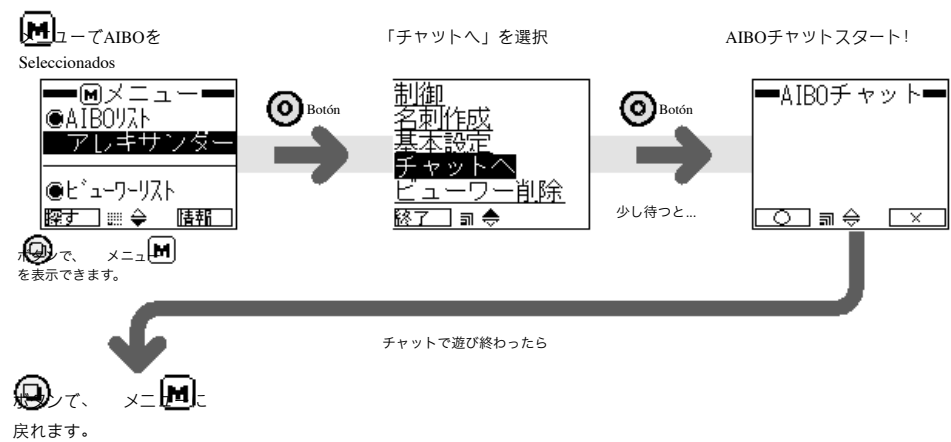 メニューでAIBOを
Seleccionados
「チャットへ」を選択
AIBOチャットスタート!
M メニュー
◉AIBOリスト
アレキサンダー
◉ビューワーリスト
探す 情報
Botón
制御
名刺作成
基本設定
チャットへ
ビューワー削除
終了
Botón
少し待つと...
AIBOチャット
○ ×
ボタンで、 メニュー M
を表示できます。
チャットで遊び終わったら
ボタンで、 メニュー M に
戻れます。